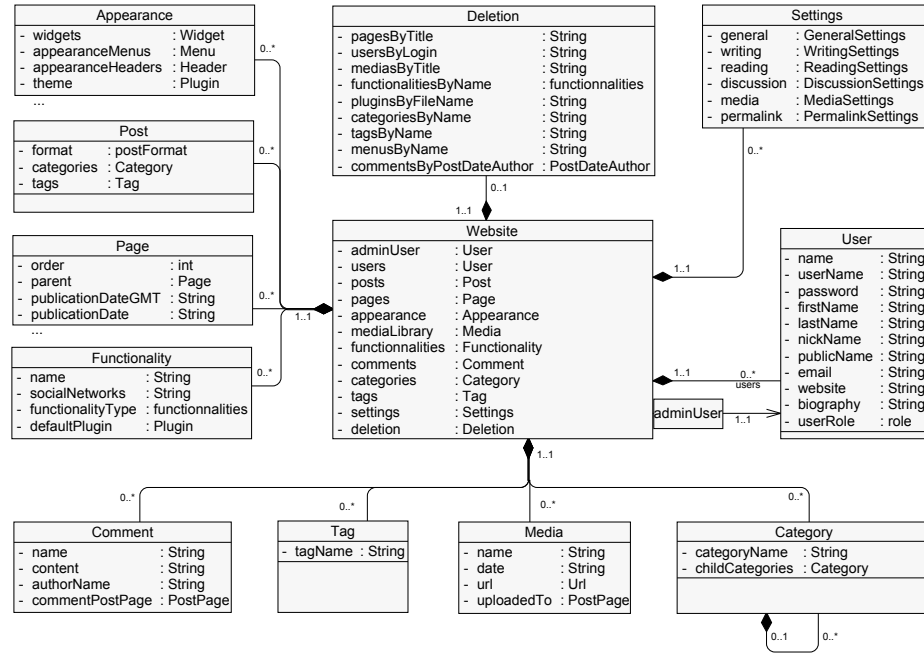 Appearance
- widgets : Widget
- appearanceMenus : Menu
- appearanceHeaders : Header
- theme : Plugin
...
0..*
Deletion
- pagesByTitle : String
- usersByLogin : String
- mediasByTitle : String
- functionalitiesByName : functionnalities
- pluginsByFileName : String
- categoriesByName : String
- tagsByName : String
- menusByName : String
- commentsByPostDateAuthor : PostDateAuthor
0..1
1..1
Settings
- general : GeneralSettings
- writing : WritingSettings
- reading : ReadingSettings
- discussion : DiscussionSettings
- media : MediaSettings
- permalink : PermalinkSettings
0..*
1..1
Post
- format : postFormat
- categories : Category
- tags : Tag
0..*
Page
- order : int
- parent : Page
- publicationDateGMT : String
- publicationDate : String
...
0..*
1..1
Functionality
- name : String
- socialNetworks : String
- functionalityType : functionnalities
- defaultPlugin : Plugin
0..*
Website
- adminUser : User
- users : User
- posts : Post
- pages : Page
- appearance : Appearance
- mediaLibrary : Media
- functionnalities : Functionality
- comments : Comment
- categories : Category
- tags : Tag
- settings : Settings
- deletion : Deletion
1..1
User
- name : String
- userName : String
- password : String
- firstName : String
- lastName : String
- nickName : String
- publicName : String
- email : String
- website : String
- biography : String
- userRole : role
1..1
0..*
users
adminUser
1..1
Comment
- name : String
- content : String
- authorName : String
- commentPostPage : PostPage
0..*
Tag
- tagName : String
0..*
Media
- name : String
- date : String
- url : Url
- uploadedTo : PostPage
0..*
Category
- categoryName : String
- childCategories : Category
0..*
0..1
0..*